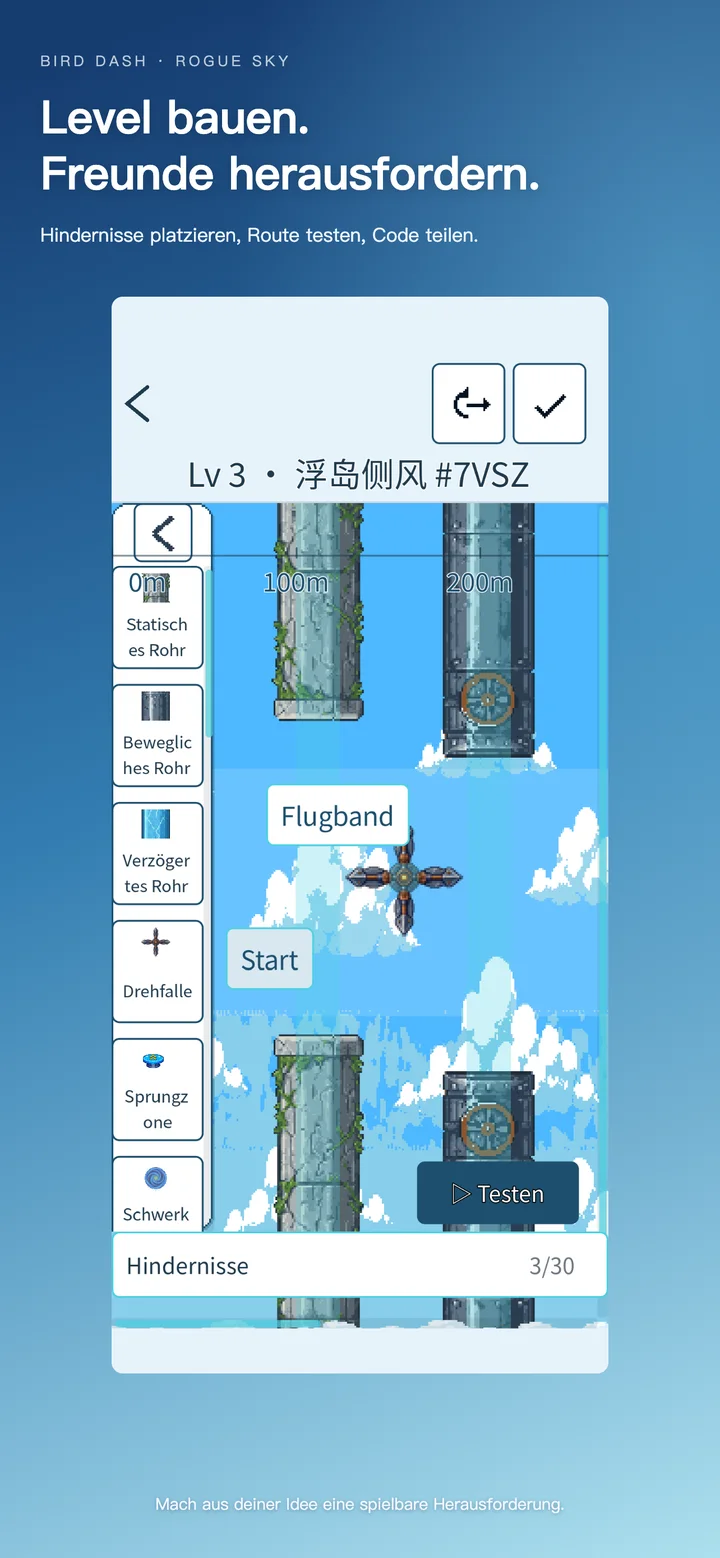 BIRD DASH · ROGUE SKY
Level bauen.
Freunde herausfordern.
Hindernisse platzieren, Route testen, Code teilen.
Lv 3 · 浮岛侧风 #7VSZ
0m
100m
200m
Statisch
es Rohr
Beweglic
hes Rohr
Verzöger
tes Rohr
Drehfalle
Sprungz
one
Schwerk
Flugband
Start
▷ Testen
Hindernisse
3/30
Mach aus deiner Idee eine spielbare Herausforderung.